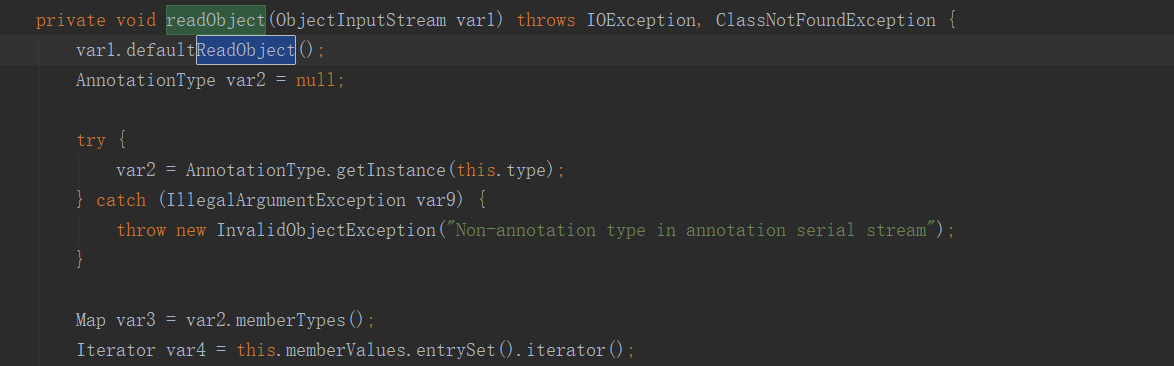 private void readObject(ObjectInputStream var1) throws IOException, ClassNotFoundException {
var1.defaultReadObject();
AnnotationType var2 = null;
try {
var2 = AnnotationType.getInstance(this.type);
} catch (IllegalArgumentException var9) {
throw new InvalidObjectException("Non-annotation type in annotation serial stream");
}
Map var3 = var2.memberTypes();
Iterator var4 = this.memberValues.entrySet().iterator();